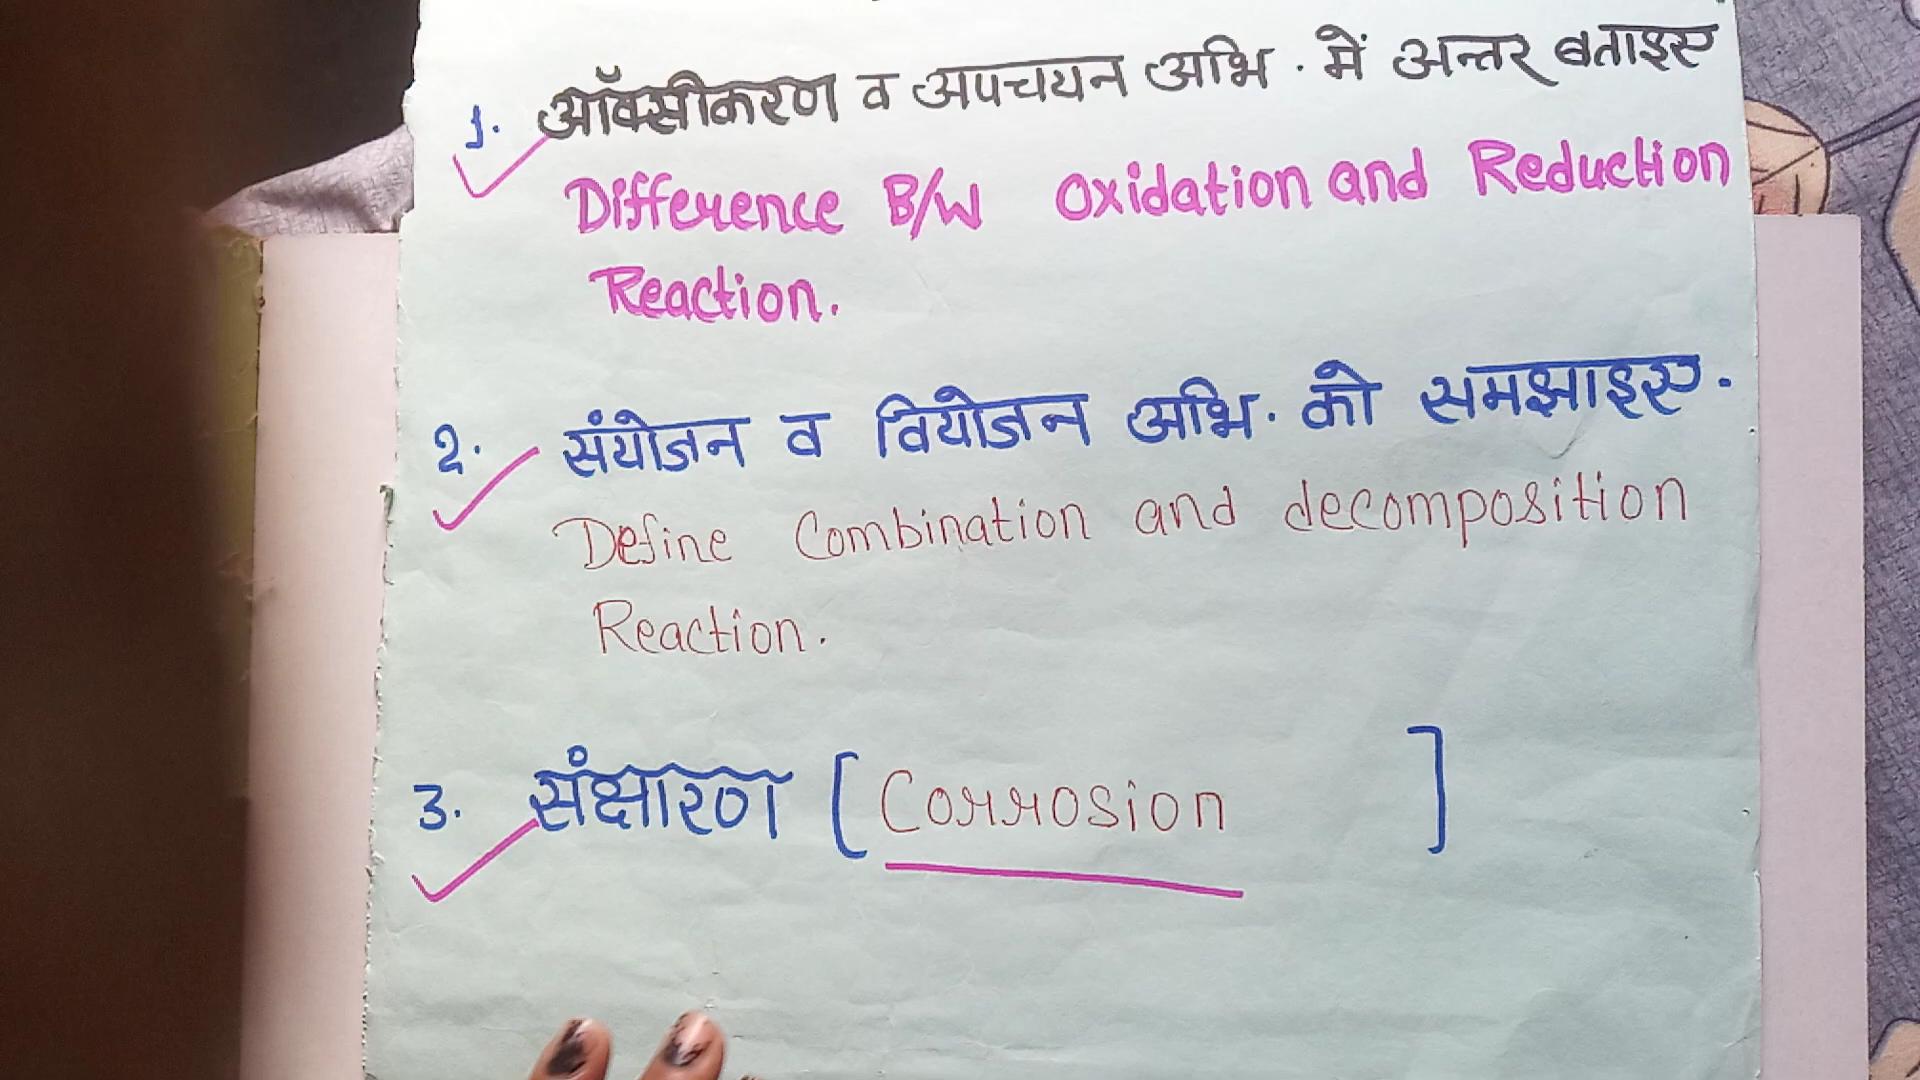 1. ऑक्सीकरण व अपचयन अभि. में अन्तर बताइए
Difference B/W Oxidation and Reduction
Reaction.
2. संयोजन व वियोजन अभि. को समझाइए.
Define Combination and decomposition
Reaction.
3. संक्षारण [Corrosion ]